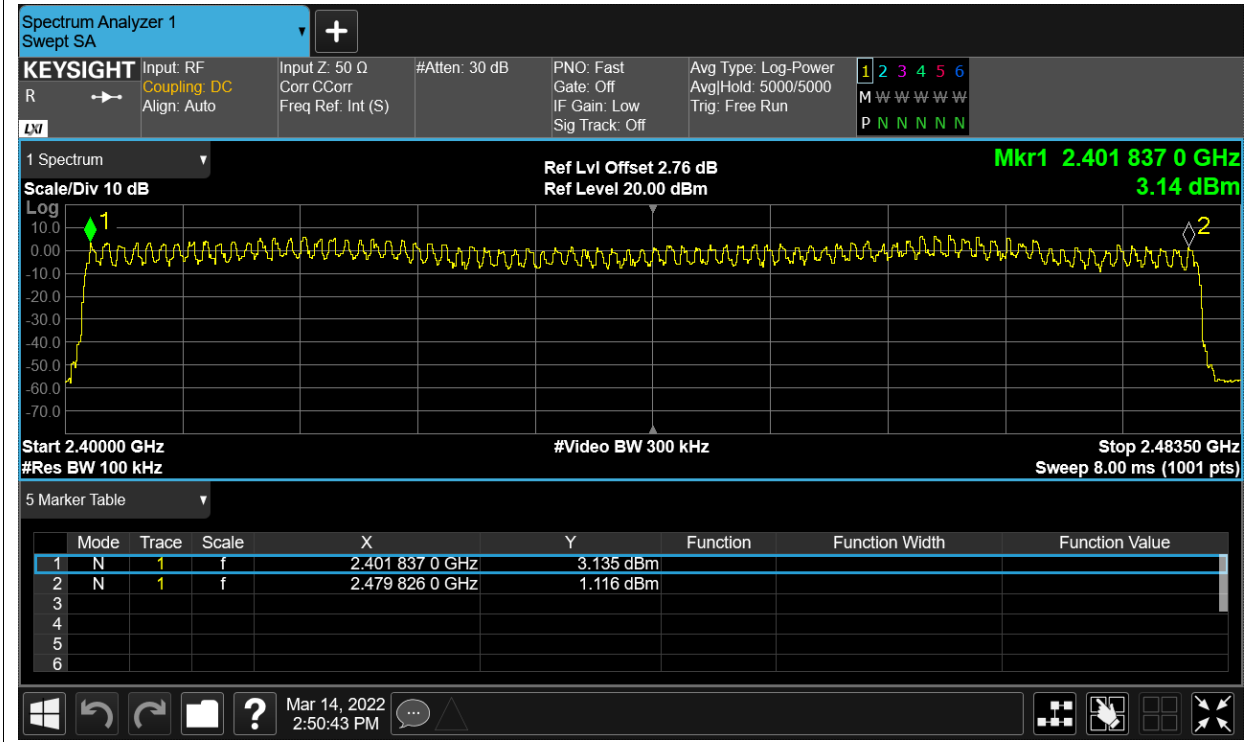 Spectrum Analyzer 1
Swept SA
KEYSIGHT
R
LXI
Input: RF
Coupling: DC
Align: Auto
Input Z: 50 Ω
Corr CCorr
Freq Ref: Int (S)
#Atten: 30 dB
PNO: Fast
Gate: Off
IF Gain: Low
Sig Track: Off
Avg Type: Log-Power
Avg|Hold: 5000/5000
Trig: Free Run
1 2 3 4 5 6
M W W W W W
P N N N N N
1 Spectrum
Scale/Div 10 dB
Ref Lvl Offset 2.76 dB
Ref Level 20.00 dBm
Mkr1 2.401 837 0 GHz
3.14 dBm
Log
10.0
0.00
-10.0
-20.0
-30.0
-40.0
-50.0
-60.0
-70.0
1
2
Start 2.40000 GHz
#Res BW 100 kHz
#Video BW 300 kHz
Stop 2.48350 GHz
Sweep 8.00 ms (1001 pts)
5 Marker Table
Mode Trace Scale X Y Function Function Width Function Value
1 N 1 f 2.401 837 0 GHz 3.135 dBm
2 N 1 f 2.479 826 0 GHz 1.116 dBm
3
4
5
6
?
Mar 14, 2022
2:50:43 PM